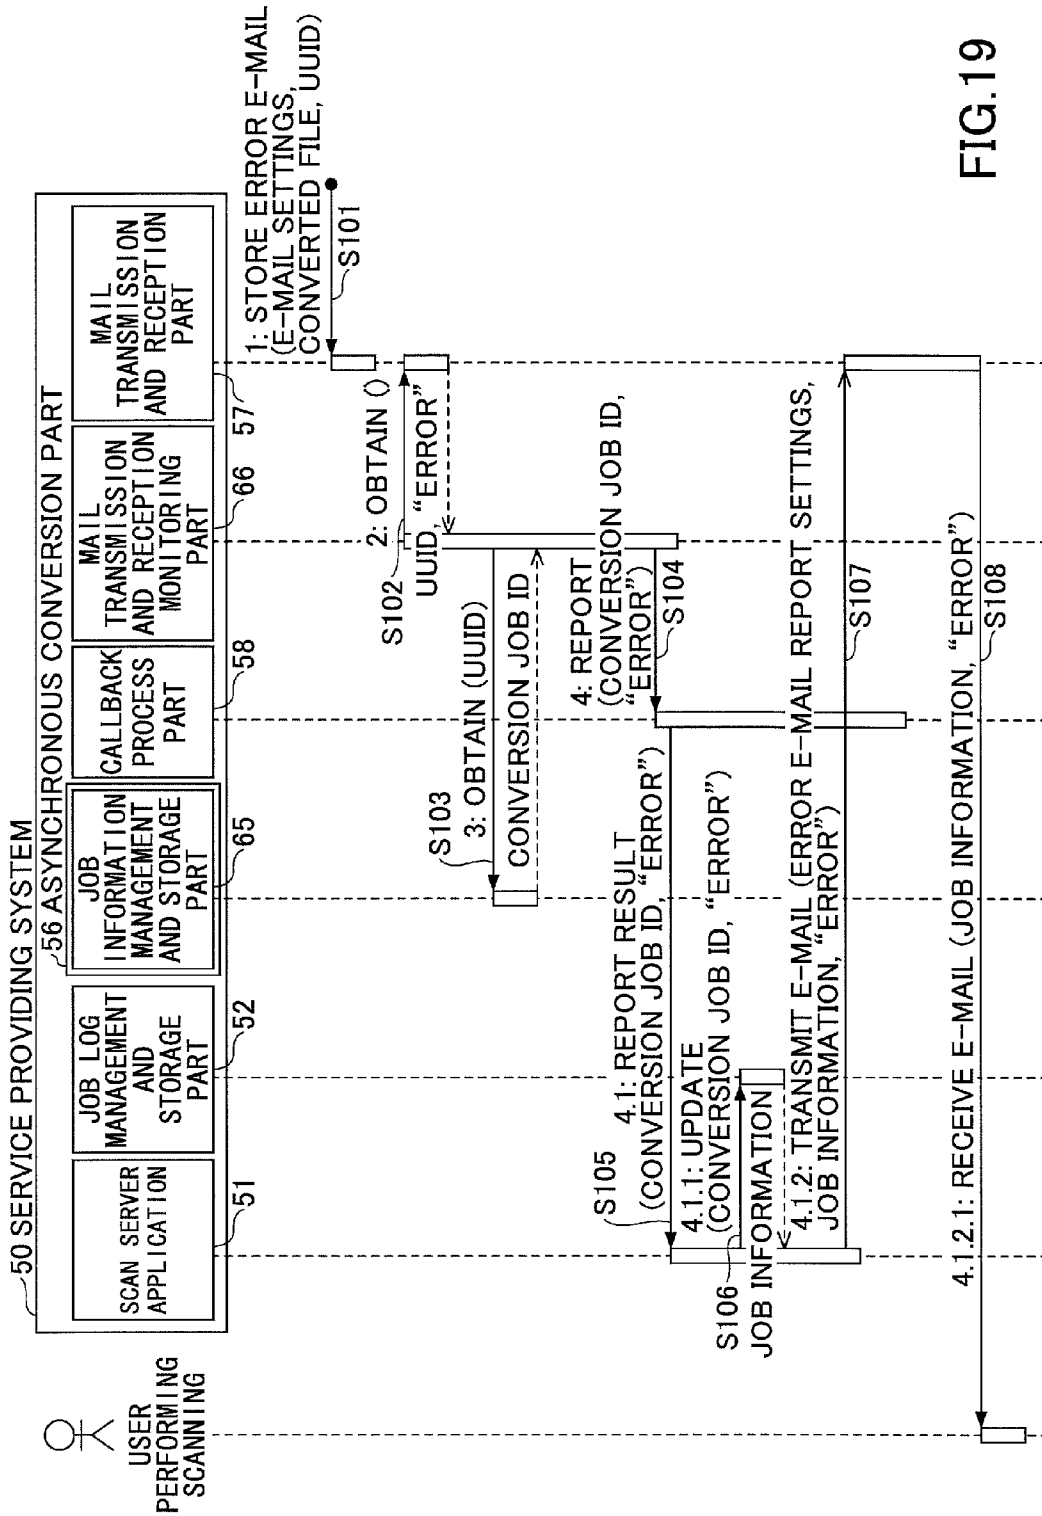 50 SERVICE PROVIDING SYSTEM
56 ASYNCHRONOUS CONVERSION PART
USER
PERFORMING
SCANNING
SCAN SERVER
APPLICATION
51
JOB LOG
MANAGEMENT
AND
STORAGE
PART
52
JOB
INFORMATION
MANAGEMENT
AND STORAGE
PART
65
CALLBACK
PROCESS
PART
58
MAIL
TRANSMISSION
AND RECEPTION
MONITORING
PART
66
MAIL
TRANSMISSION
AND RECEPTION
PART
57
1: STORE ERROR E-MAIL
(E-MAIL SETTINGS,
CONVERTED FILE, UUID)
S101
2: OBTAIN ()
S102
UUID, “ERROR”
S103
3: OBTAIN (UUID)
CONVERSION JOB ID
4: REPORT
(CONVERSION JOB ID,
“ERROR”)
S104
4.1: REPORT RESULT
(CONVERSION JOB ID, “ERROR”)
S105
4.1.1: UPDATE
(CONVERSION JOB ID, “ERROR”)
S106
JOB INFORMATION
4.1.2: TRANSMIT E-MAIL (ERROR E-MAIL REPORT SETTINGS,
JOB INFORMATION, “ERROR”)
S107
4.1.2.1: RECEIVE E-MAIL (JOB INFORMATION, “ERROR”)
S108
FIG.19